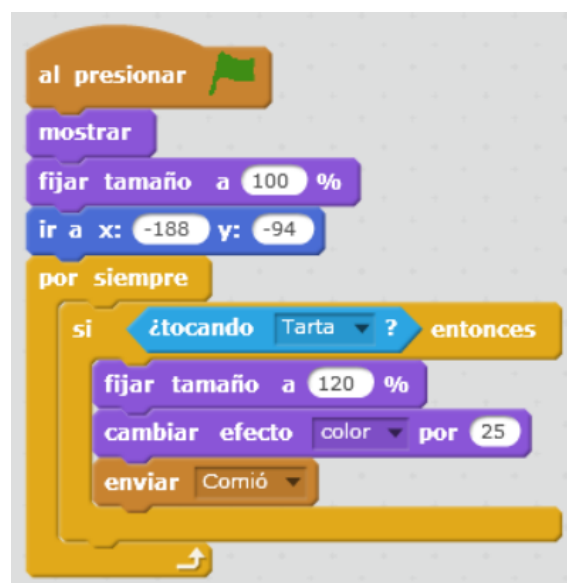 al presionar
mostrar
fijar tamaño a 100 %
ir a x: -188 y: -94
por siempre
si ¿tocando Tarta ? entonces
fijar tamaño a 120 %
cambiar efecto color por 25
enviar Comió